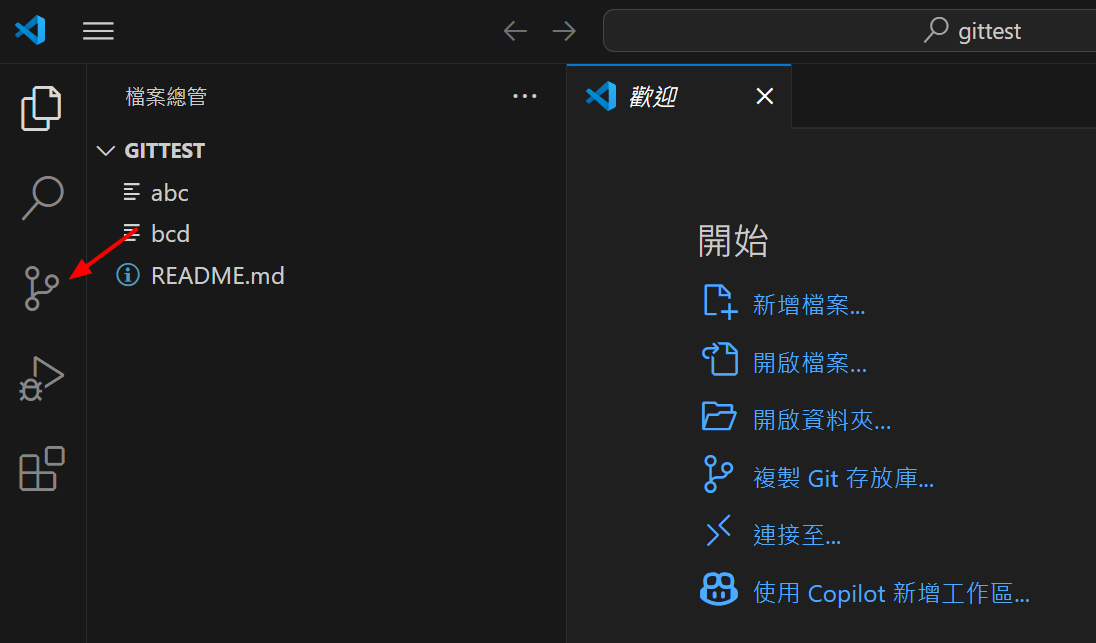 gittest
檔案總管
歡迎
GITTEST
abc
bcd
README.md
開始
新增檔案...
開啟檔案...
開啟資料夾...
複製 Git 存放庫...
連接至...
使用 Copilot 新增工作區...